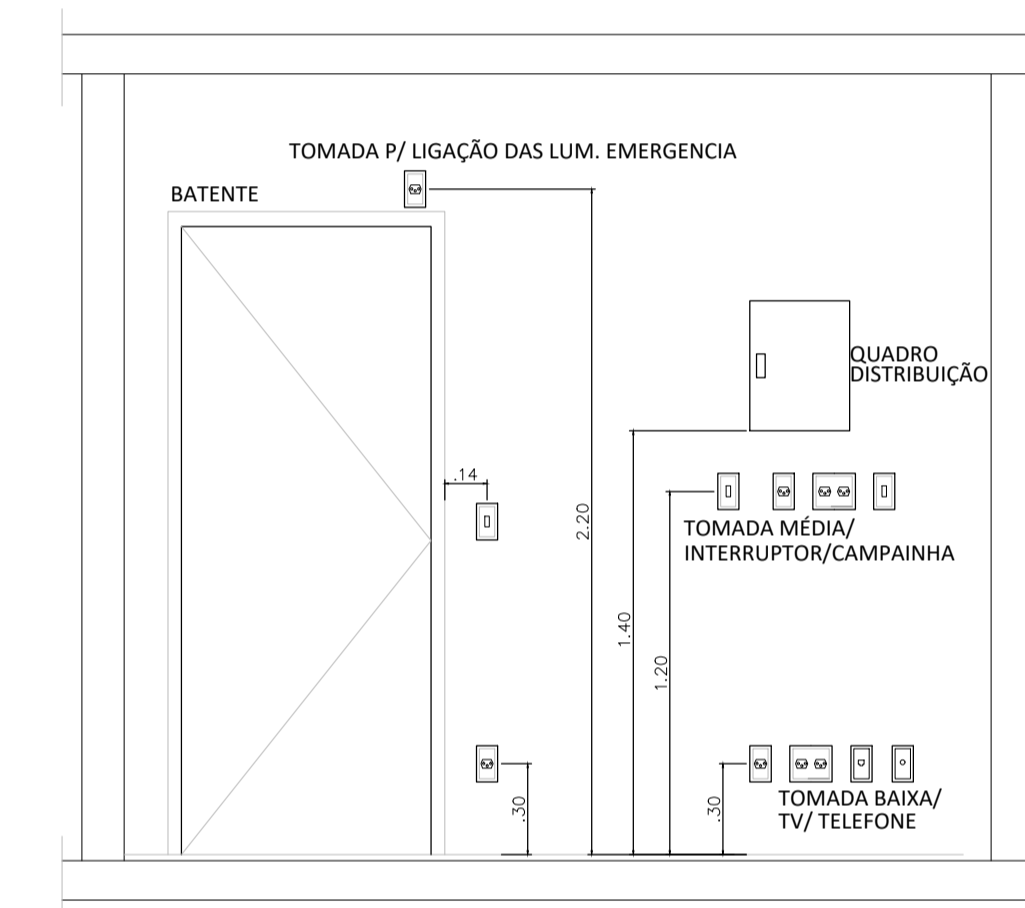 TOMADA P/ LIGAÇÃO DAS LUM. EMERGENCIA
BATENTE
QUADRO
DISTRIBUIÇÃO
.14
2.20
TOMADA MÉDIA/
INTERRUPTOR/CAMPAINHA
1.40
1.20
.30
.30
TOMADA BAIXA/
TV/ TELEFONE